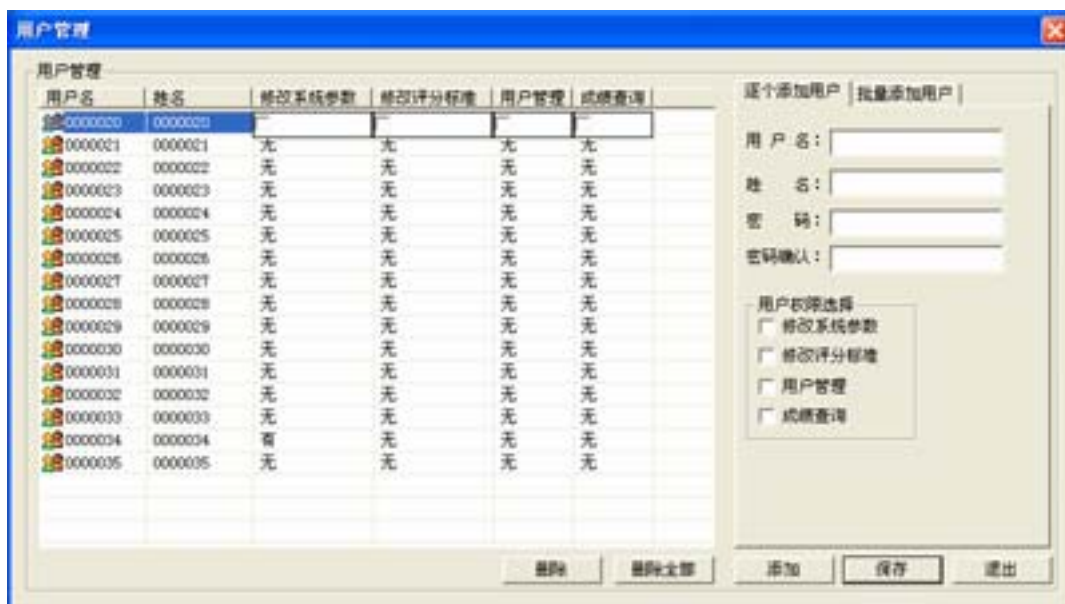 用户管理
用户管理
用户名 姓名 修改系统参数 修改评分标准 用户管理 成绩查询
0000020 0000020
0000021 0000021 无 无 无 无
0000022 0000022 无 无 无 无
0000023 0000023 无 无 无 无
0000024 0000024 无 无 无 无
0000025 0000025 无 无 无 无
0000026 0000026 无 无 无 无
0000027 0000027 无 无 无 无
0000028 0000028 无 无 无 无
0000029 0000029 无 无 无 无
0000030 0000030 无 无 无 无
0000031 0000031 无 无 无 无
0000032 0000032 无 无 无 无
0000033 0000033 无 无 无 无
0000034 0000034 有 无 无 无
0000035 0000035 无 无 无 无
删除 删除全部
逐个添加用户 批量添加用户
用户名:
姓名:
密码:
密码确认:
用户权限选择
修改系统参数
修改评分标准
用户管理
成绩查询
添加 保存 退出